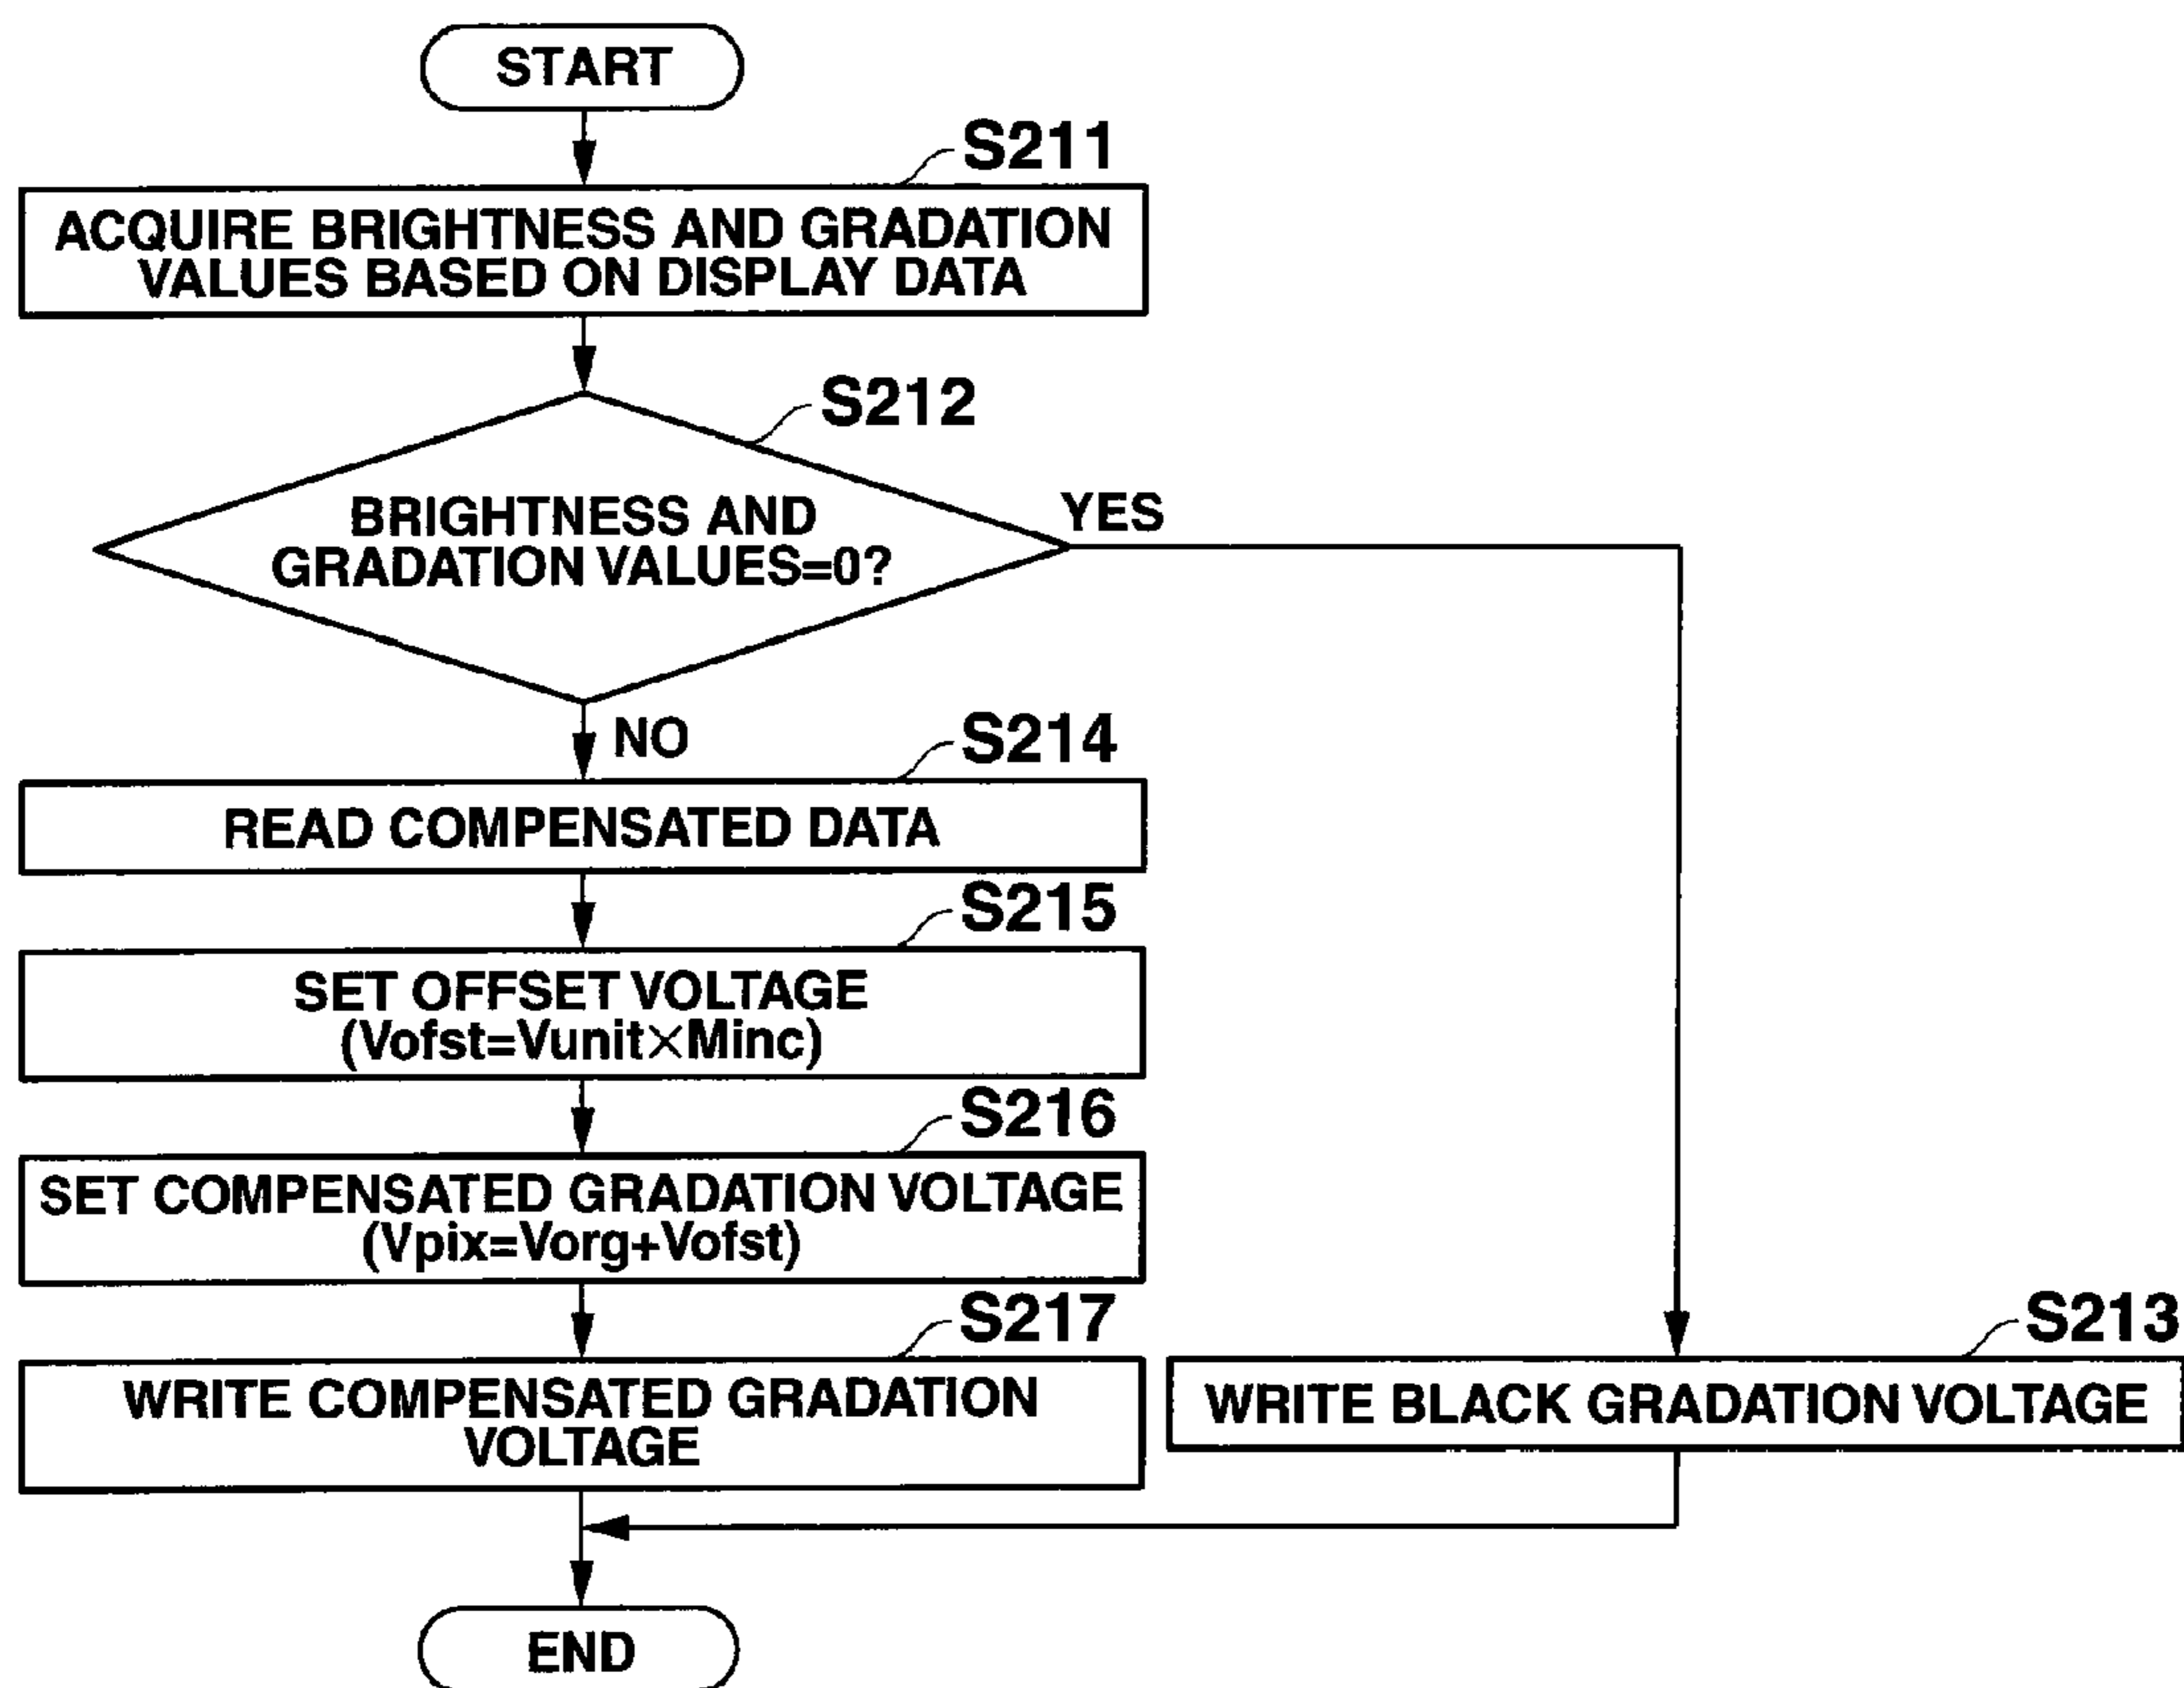 START
S211
ACQUIRE BRIGHTNESS AND GRADATION
VALUES BASED ON DISPLAY DATA
S212
BRIGHTNESS AND
GRADATION VALUES=0?
YES
NO
S214
READ COMPENSATED DATA
S215
SET OFFSET VOLTAGE
(Vofst=Vunit×Minc)
S216
SET COMPENSATED GRADATION VOLTAGE
(Vpix=Vorg+Vofst)
S217
WRITE COMPENSATED GRADATION
VOLTAGE
S213
WRITE BLACK GRADATION VOLTAGE
END